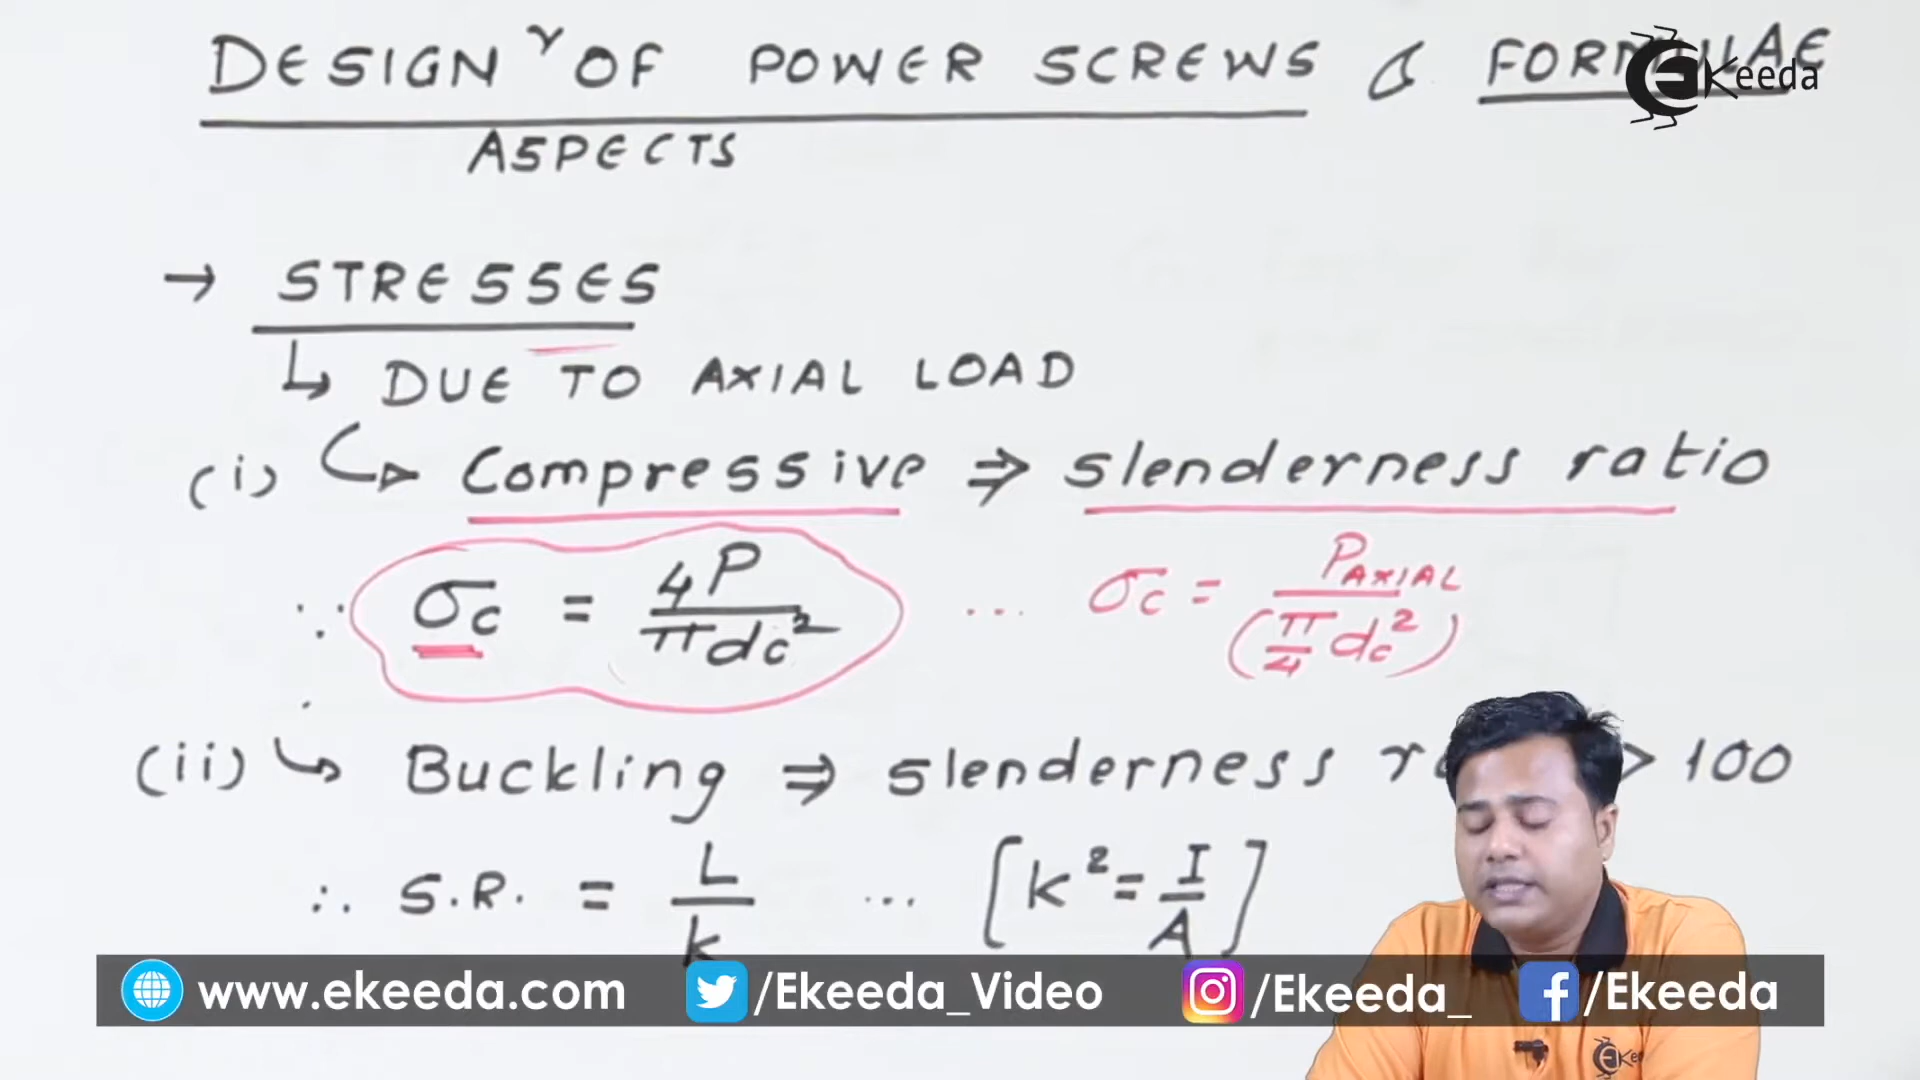 DESIGN ^ OF POWER SCREWS & FORMULAE
EKeeda
ASPECTS
→ STRESSES
↳ DUE TO AXIAL LOAD
(i) ↪ Compressive ⇒ slenderness ratio
∵ σc = 4P / πdc² ... σc = P AXIAL / (π/4 dc²)
(ii) ↪ Buckling ⇒ slenderness > 100
∴ S.R. = L / k ... [k² = I / A]
www.ekeeda.com /Ekeeda_Video /Ekeeda_ /Ekeeda